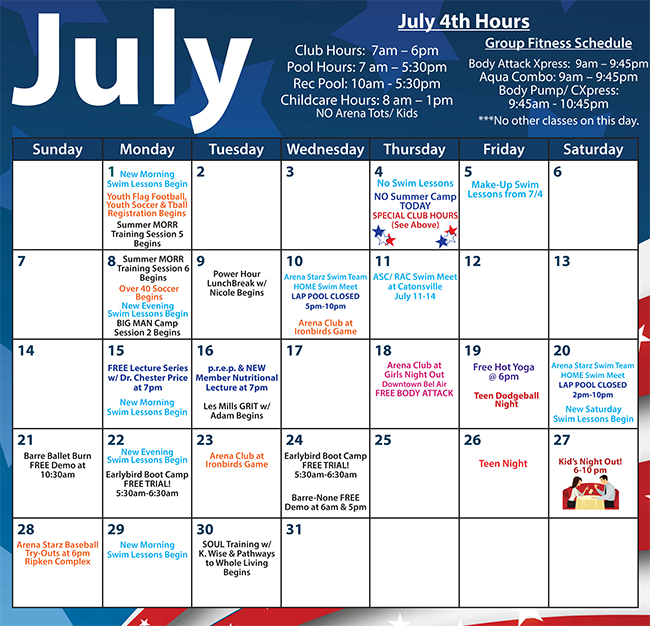 July
July 4th Hours
Club Hours: 7am – 6pm
Pool Hours: 7 am – 5:30pm
Rec Pool: 10am - 5:30pm
Childcare Hours: 8 am – 1pm
NO Arena Tots/ Kids
Group Fitness Schedule
Body Attack Xpress: 9am – 9:45pm
Aqua Combo: 9am – 9:45pm
Body Pump/ CXpress:
9:45am - 10:45pm
***No other classes on this day.
Sunday Monday Tuesday Wednesday Thursday Friday Saturday
1 New Morning
Swim Lessons Begin
Youth Flag Football,
Youth Soccer & Tball
Registration Begins
Summer MORR
Training Session 5
Begins
2
3
4
No Swim Lessons
NO Summer Camp
TODAY
SPECIAL CLUB HOURS
(See Above)
5
Make-Up Swim
Lessons from 7/4
6
7
8 Summer MORR
Training Session 6
Begins
Over 40 Soccer
Begins
New Evening
Swim Lessons Begin
BIG MAN Camp
Session 2 Begins
9
Power Hour
LunchBreak w/
Nicole Begins
10
Arena Starz Swim Team
HOME Swim Meet
LAP POOL CLOSED
5pm-10pm
Arena Club at
Ironbirds Game
11
ASC/ RAC Swim Meet
at Catonsville
July 11-14
12
13
14
15
FREE Lecture Series
w/ Dr. Chester Price
at 7pm
New Morning
Swim Lessons Begin
16
p.r.e.p. & NEW
Member Nutritional
Lecture at 7pm
Les Mills GRIT w/
Adam Begins
17
18
Arena Club at
Girls Night Out
Downtown Bel Air
FREE BODY ATTACK
19
Free Hot Yoga
@ 6pm
Teen Dodgeball
Night
20
Arena Starz Swim Team
HOME Swim Meet
LAP POOL CLOSED
2pm-10pm
New Saturday
Swim Lessons Begin
21
Barre Ballet Burn
FREE Demo at
10:30am
22
New Evening
Swim Lessons Begin
Earlybird Boot Camp
FREE TRIAL!
5:30am-6:30am
23
Arena Club at
Ironbirds Game
24
Earlybird Boot Camp
FREE TRIAL!
5:30am-6:30am
Barre-None FREE
Demo at 6am & 5pm
25
26
Teen Night
27
Kid's Night Out!
6-10 pm
28
Arena Starz Baseball
Try-Outs at 6pm
Ripken Complex
29
New Morning
Swim Lessons Begin
30
SOUL Training w/
K. Wise & Pathways
to Whole Living
Begins
31